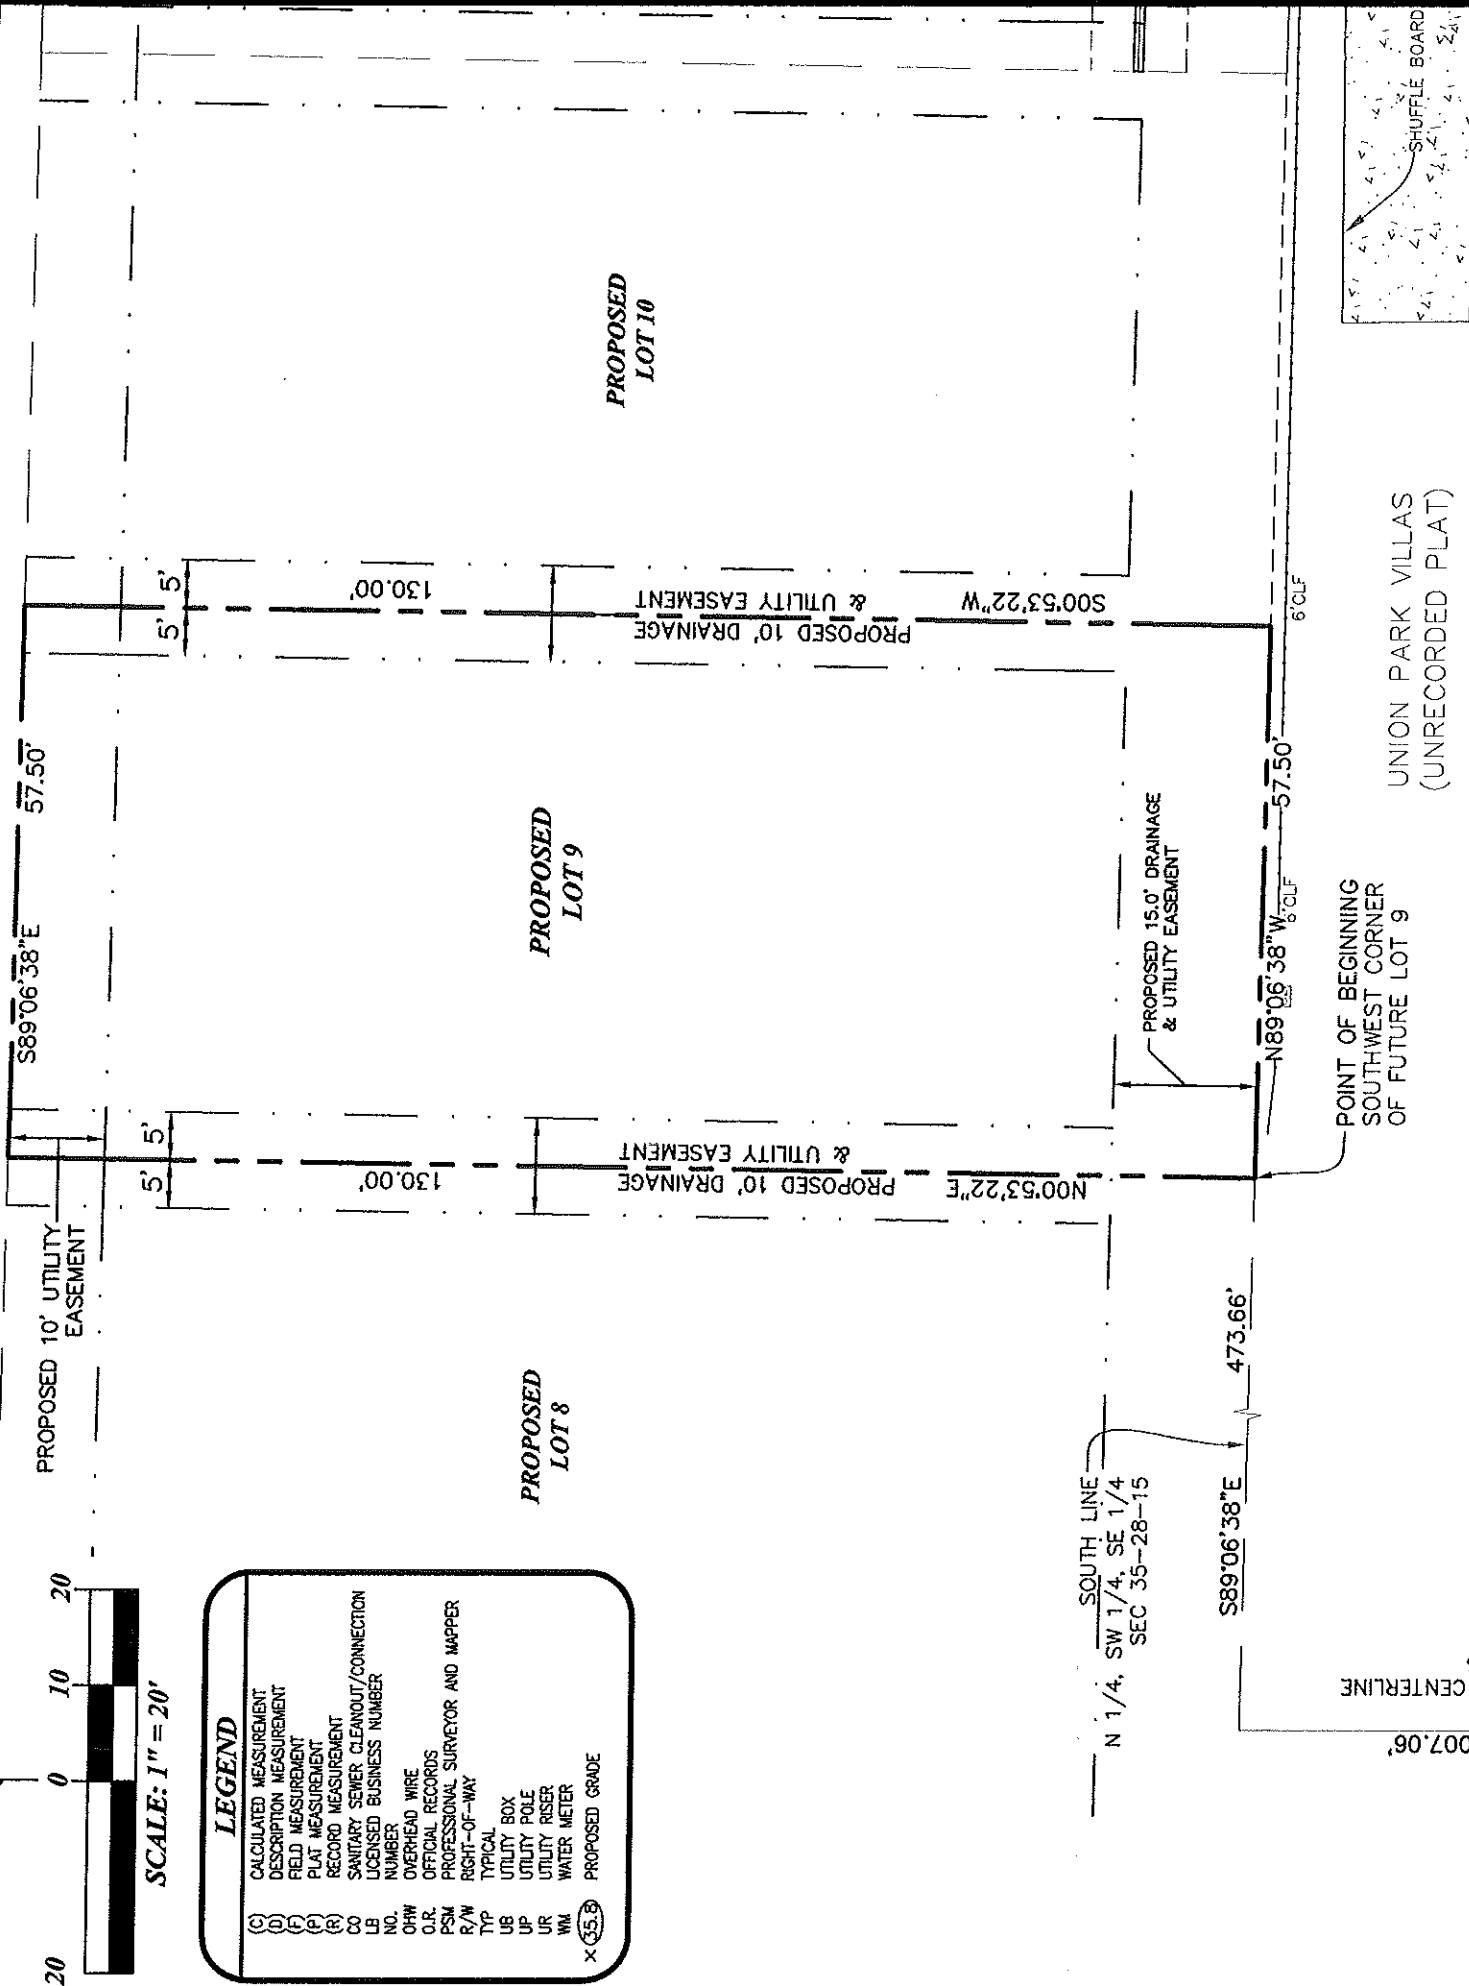 20
10
0
20
SCALE: 1" = 20'
LEGEND
(C) CALCULATED MEASUREMENT
(D) DESCRIPTION MEASUREMENT
(F) FIELD MEASUREMENT
(P) PLAT MEASUREMENT
(R) RECORD MEASUREMENT
CO SANITARY SEWER CLEANOUT/CONNECTION
LB LICENSED BUSINESS NUMBER
NO. NUMBER
OHW OVERHEAD WIRE
O.R. OFFICIAL RECORDS
PSM PROFESSIONAL SURVEYOR AND MAPPER
R/W RIGHT-OF-WAY
TYP TYPICAL
UB UTILITY BOX
UP UTILITY POLE
UR UTILITY RISER
WM WATER METER
X 35.8 PROPOSED GRADE
PROPOSED 10' UTILITY
EASEMENT
S89°06'38"E 57.50'
5' 5'
5' 5'
130.00'
130.00'
PROPOSED
LOT 8
PROPOSED
LOT 9
PROPOSED
LOT 10
PROPOSED 10' DRAINAGE
& UTILITY EASEMENT
N00°53'22"E
PROPOSED 10' DRAINAGE
& UTILITY EASEMENT
S00°53'22"W
PROPOSED 15.0' DRAINAGE
& UTILITY EASEMENT
SOUTH LINE
N 1/4, SW 1/4, SE 1/4
SEC 35-28-15
S89°06'38"E 473.66'
N89°06'38"W 57.50'
6'CLF
6'CLF
POINT OF BEGINNING
SOUTHWEST CORNER
OF FUTURE LOT 9
UNION PARK VILLAS
(UNRECORDED PLAT)
SHUFFLE BOARD
CENTERLINE
007.06'